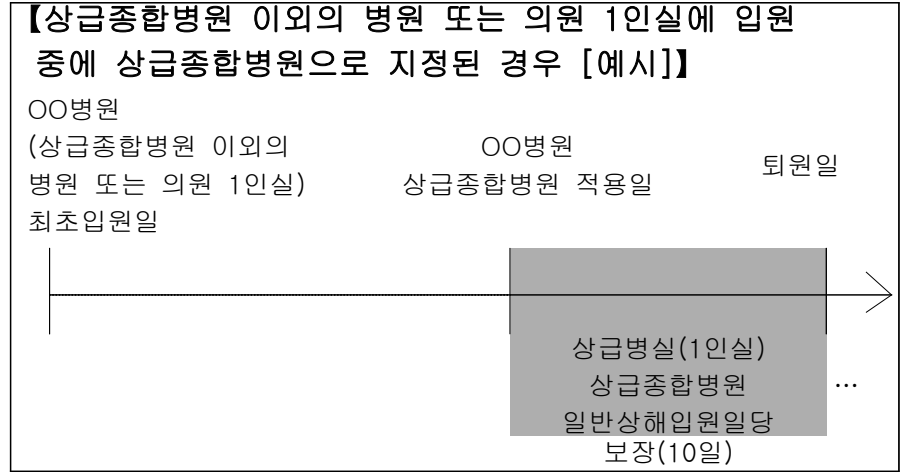 【상급종합병원 이외의 병원 또는 의원 1인실에 입원
중에 상급종합병원으로 지정된 경우 [예시]】
OO병원
(상급종합병원 이외의
병원 또는 의원 1인실)
최초입원일
OO병원
상급종합병원 적용일
퇴원일
상급병실(1인실)
상급종합병원
일반상해입원일당
보장(10일)
…